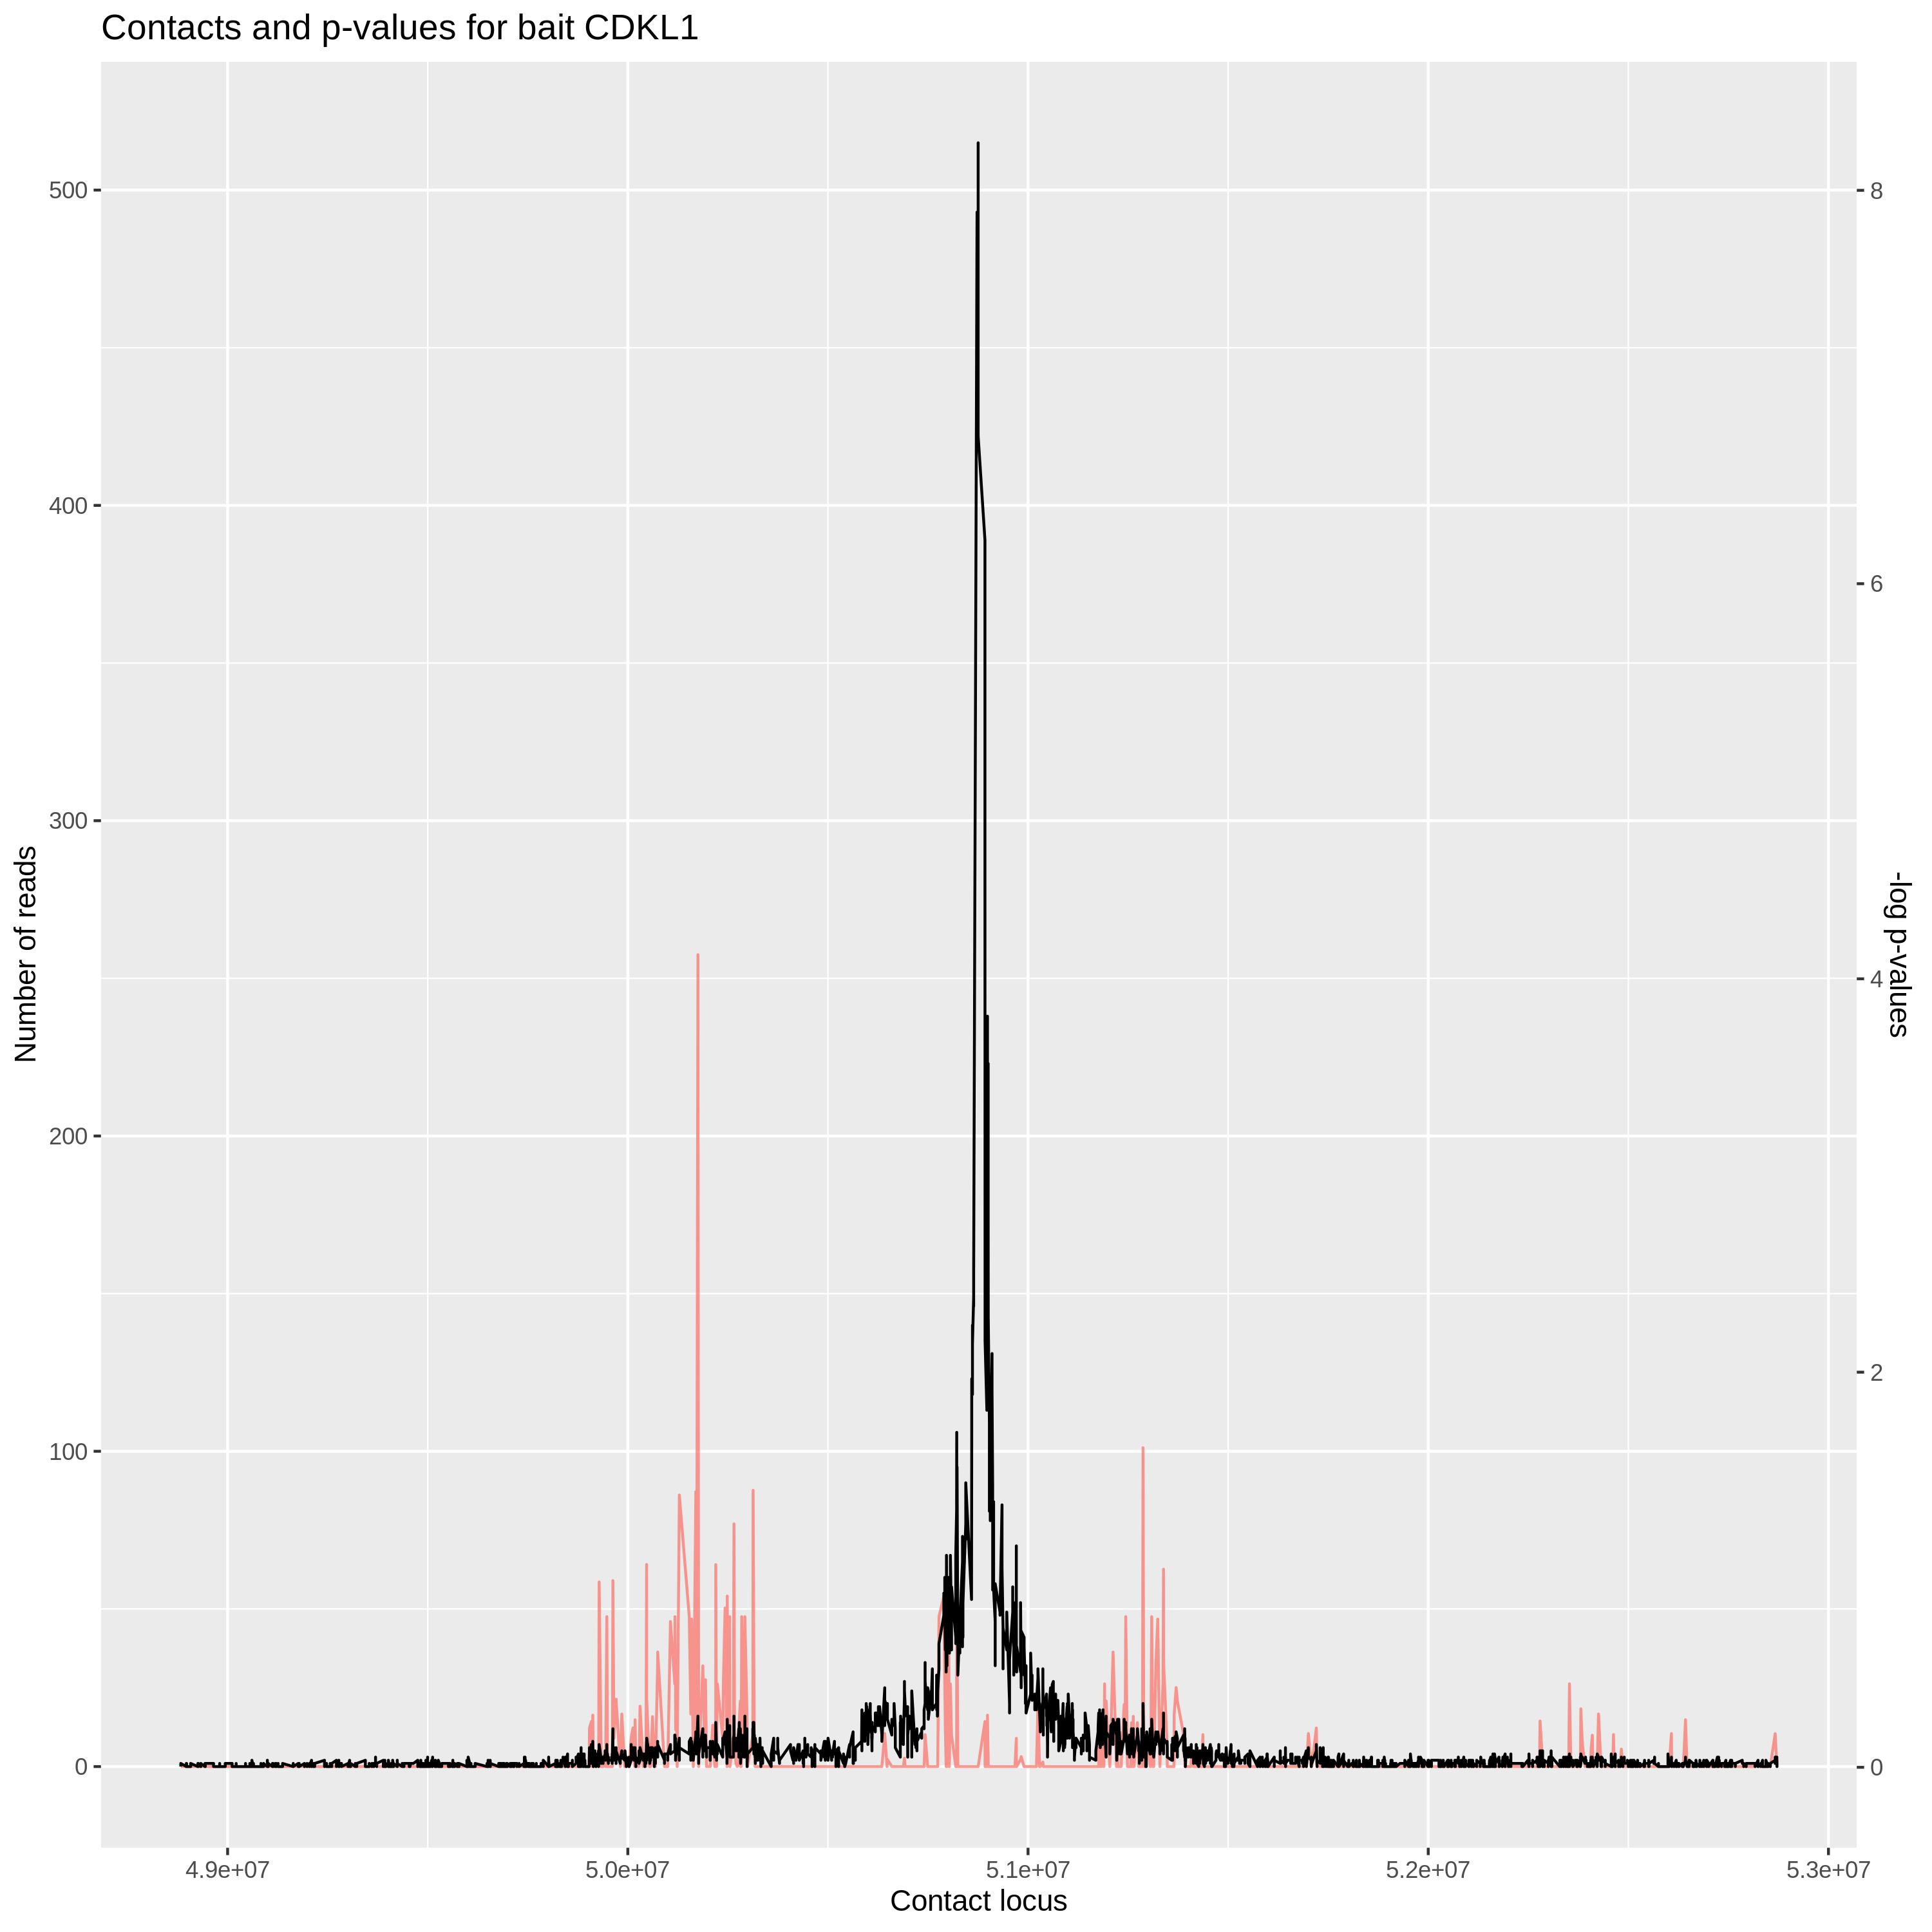 Contacts and p-values for bait CDKL1
500
400
300
200
100
0
Number of reads
8
6
4
2
0
-log p-values
4.9e+07
5.0e+07
5.1e+07
5.2e+07
5.3e+07
Contact locus